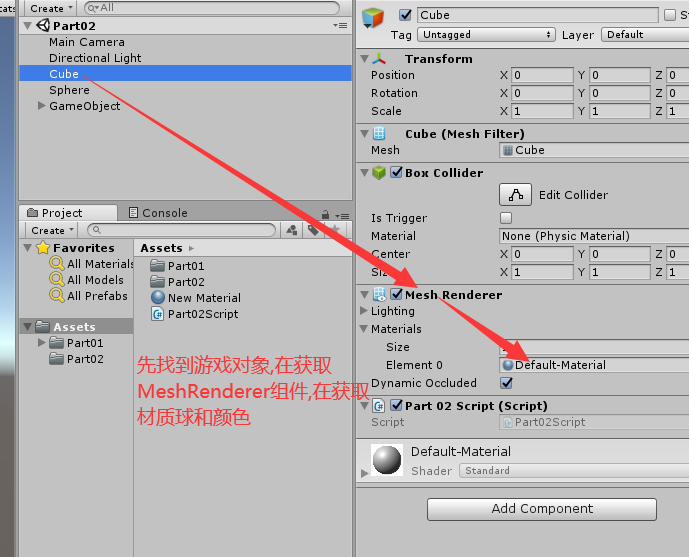 Create
All
Part02
Main Camera
Directional Light
Cube
Sphere
GameObject
Project
Console
Create
Favorites
All Materials
All Models
All Prefabs
Assets
Part01
Part02
Assets
Part01
Part02
New Material
Part02Script
先找到游戏对象,在获取
MeshRenderer组件,在获取
材质球和颜色
Cube
Tag Untagged Layer Default
Transform
Position X 0 Y 0 Z 0
Rotation X 0 Y 0 Z 0
Scale X 1 Y 1 Z 1
Cube (Mesh Filter)
Mesh Cube
Box Collider
Edit Collider
Is Trigger
Material None (Physic Material)
Center X 0 Y 0 Z 0
Size X 1 Y 1 Z 1
Mesh Renderer
Lighting
Materials
Size
Element 0 Default-Material
Dynamic Occluded
Part 02 Script (Script)
Script Part02Script
Default-Material
Shader Standard
Add Component